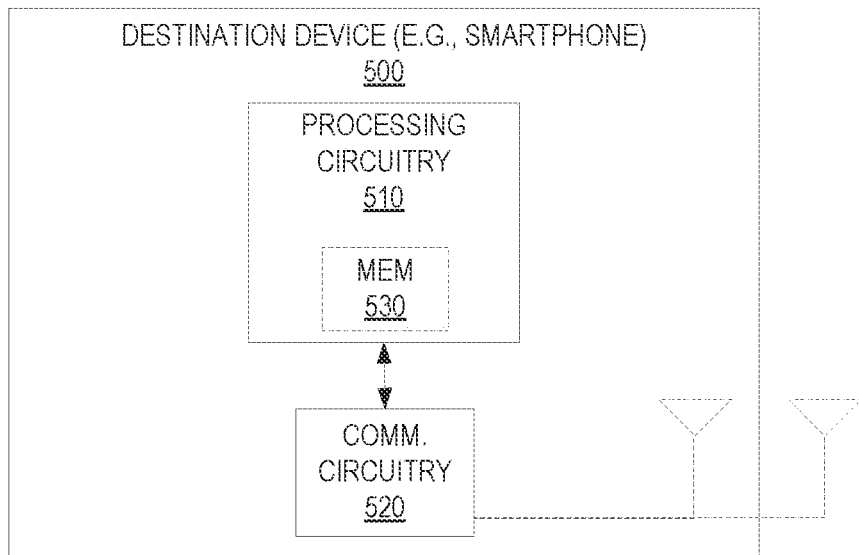 DESTINATION DEVICE (E.G., SMARTPHONE)
500
PROCESSING
CIRCUITRY
510
MEM
530
COMM.
CIRCUITRY
520